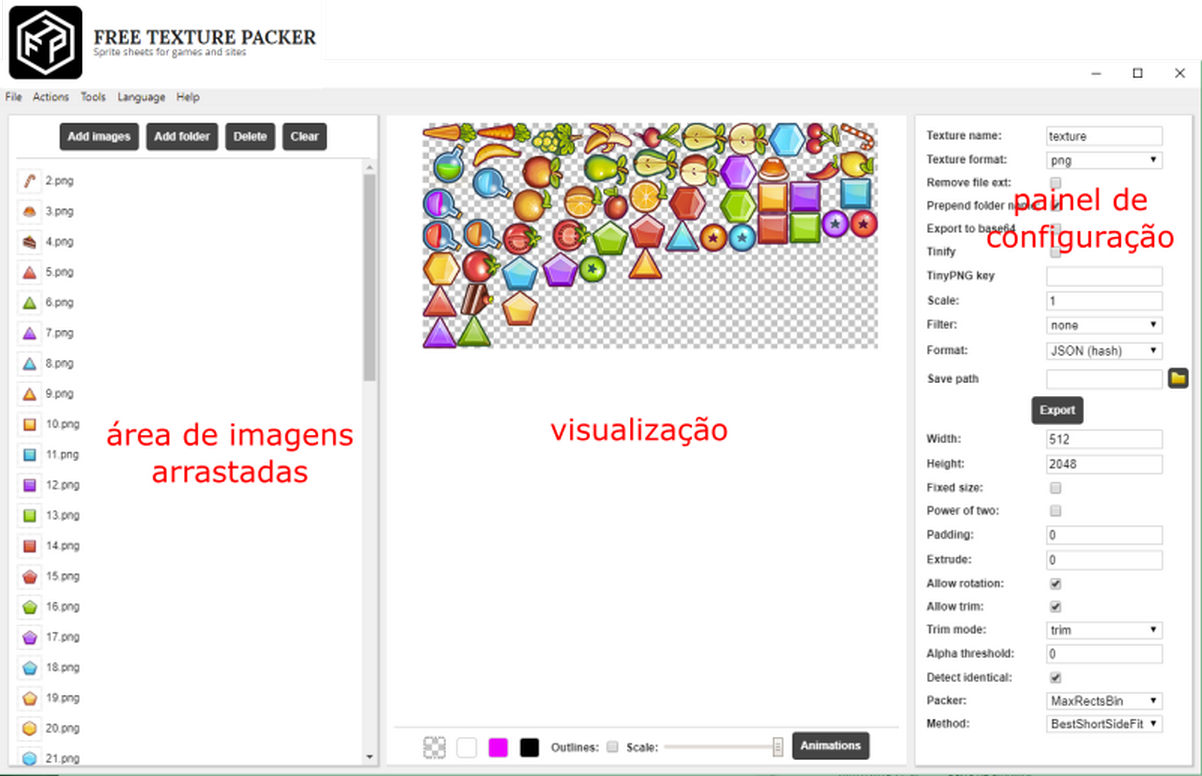 FREE TEXTURE PACKER
Sprite sheets for games and sites
File Actions Tools Language Help
Add images Add folder Delete Clear
2.png
3.png
4.png
5.png
6.png
7.png
8.png
9.png
10.png
11.png
12.png
13.png
14.png
15.png
16.png
17.png
18.png
19.png
20.png
21.png
área de imagens
arrastadas
visualização
Outlines: Scale: Animations
painel de
configuração
Texture name: texture
Texture format: png
Remove file ext:
Prepend folder name
Export to base64
Tinify
TinyPNG key
Scale: 1
Filter: none
Format: JSON (hash)
Save path
Export
Width: 512
Height: 2048
Fixed size:
Power of two:
Padding: 0
Extrude: 0
Allow rotation:
Allow trim:
Trim mode: trim
Alpha threshold: 0
Detect identical:
Packer: MaxRectsBin
Method: BestShortSideFit